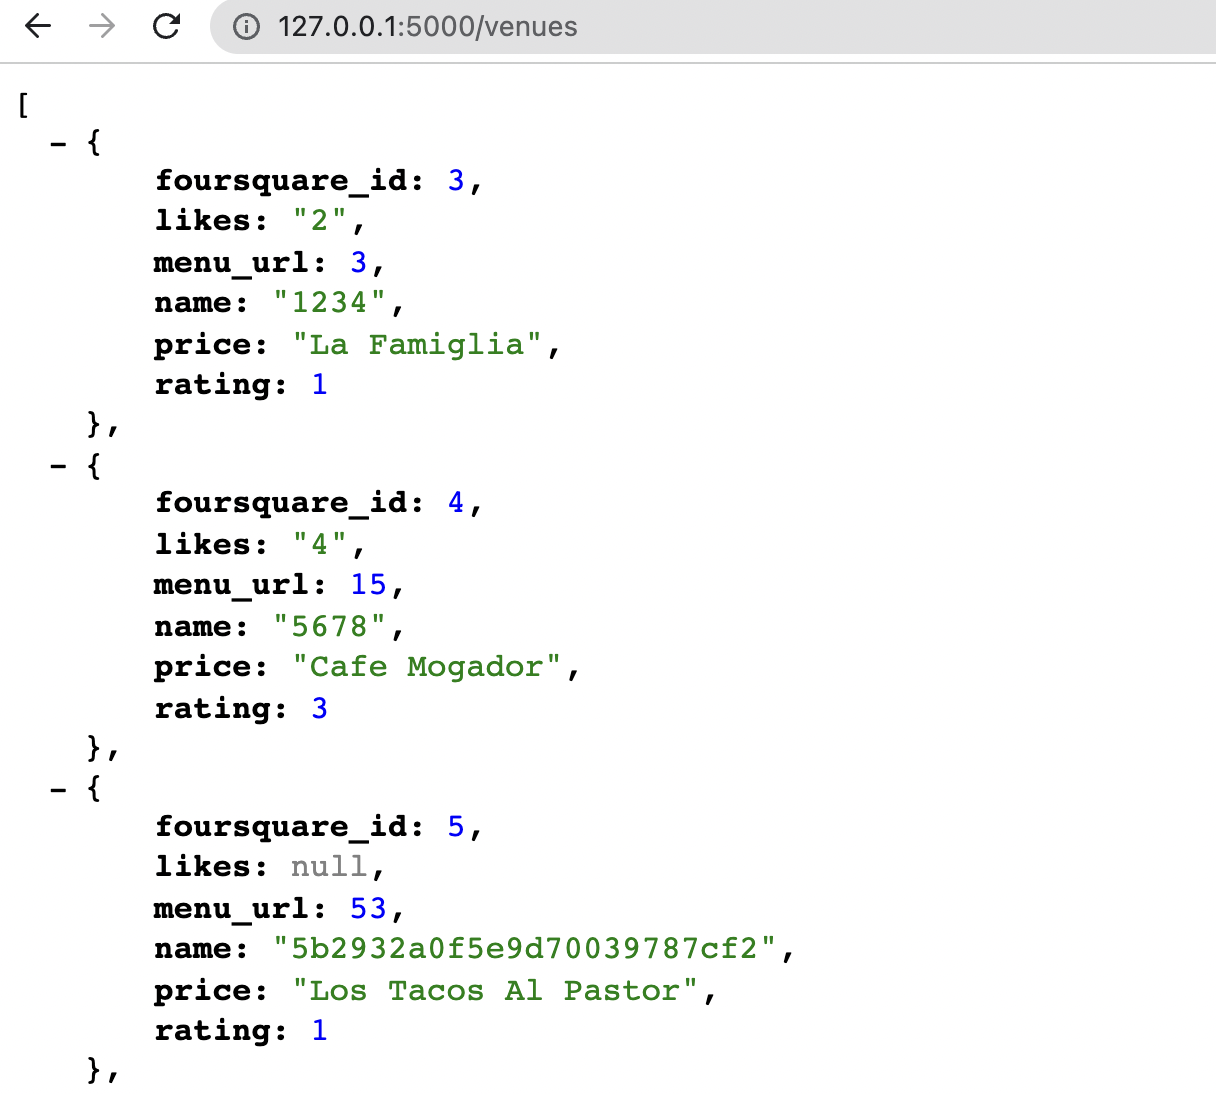 127.0.0.1:5000/venues
[
- {
foursquare_id: 3,
likes: "2",
menu_url: 3,
name: "1234",
price: "La Famiglia",
rating: 1
},
- {
foursquare_id: 4,
likes: "4",
menu_url: 15,
name: "5678",
price: "Cafe Mogador",
rating: 3
},
- {
foursquare_id: 5,
likes: null,
menu_url: 53,
name: "5b2932a0f5e9d70039787cf2",
price: "Los Tacos Al Pastor",
rating: 1
},